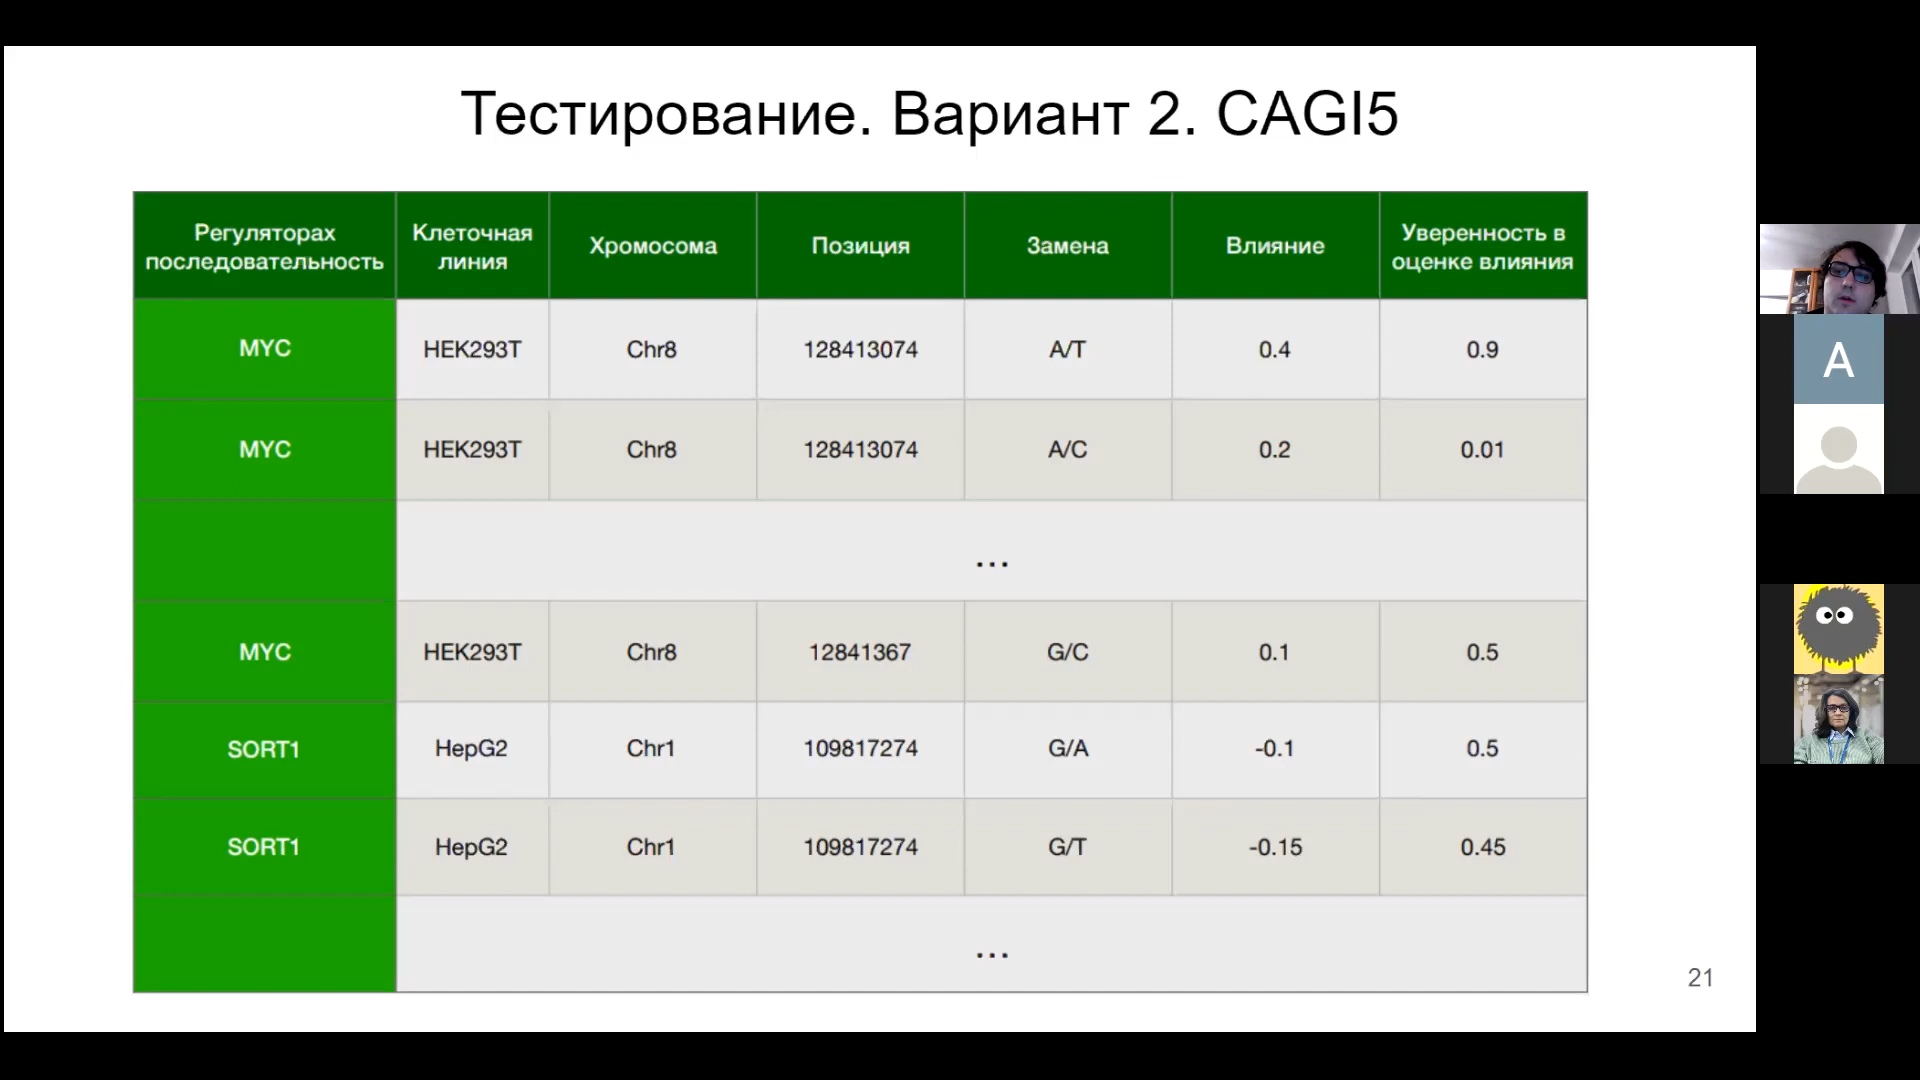 Тестирование. Вариант 2. CAGI5
Регуляторах последовательность Клеточная линия Хромосома Позиция Замена Влияние Уверенность в оценке влияния
MYC HEK293T Chr8 128413074 A/T 0.4 0.9
MYC HEK293T Chr8 128413074 A/C 0.2 0.01
...
MYC HEK293T Chr8 12841367 G/C 0.1 0.5
SORT1 HepG2 Chr1 109817274 G/A -0.1 0.5
SORT1 HepG2 Chr1 109817274 G/T -0.15 0.45
...
21
A